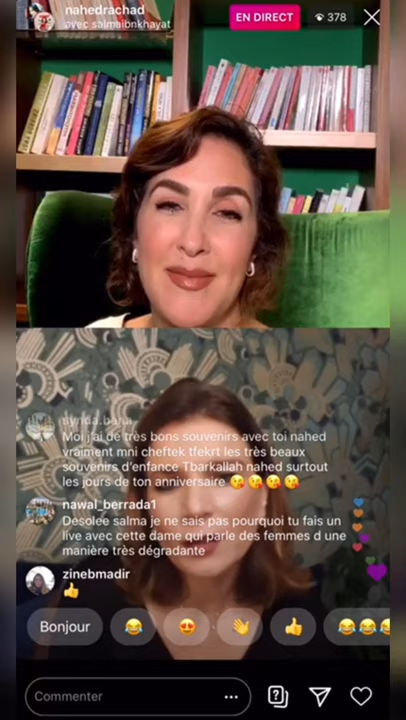 nahedrachad
avec salmaibnkhayat
EN DIRECT
378
Moi j'ai de très bons souvenirs avec toi nahed
vraiment mni cheftek tfekrt les très beaux
souvenirs d'enfance Tbarkallah nahed surtout
les jours de ton anniversaire 😘😘😘😘
nawal_berrada1
Désolée salma je ne sais pas pourquoi tu fais un
live avec cette dame qui parle des femmes d une
manière très dégradante
zinebmadir
👍
Bonjour 😂 😍 👋 👍 😂😂😂
Commenter